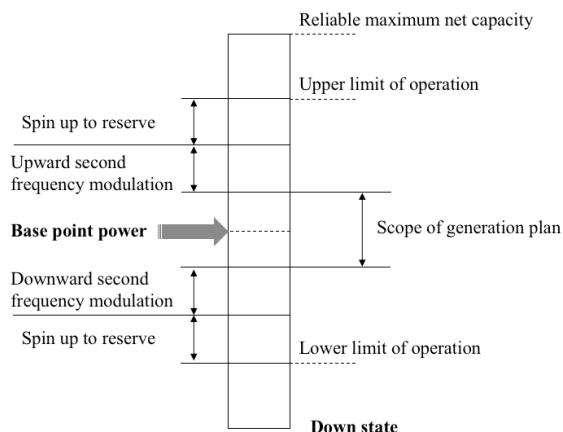 Reliable maximum net capacity
Upper limit of operation
Spin up to reserve
Upward second
frequency modulation
Base point power
Scope of generation plan
Downward second
frequency modulation
Spin up to reserve
Lower limit of operation
Down state